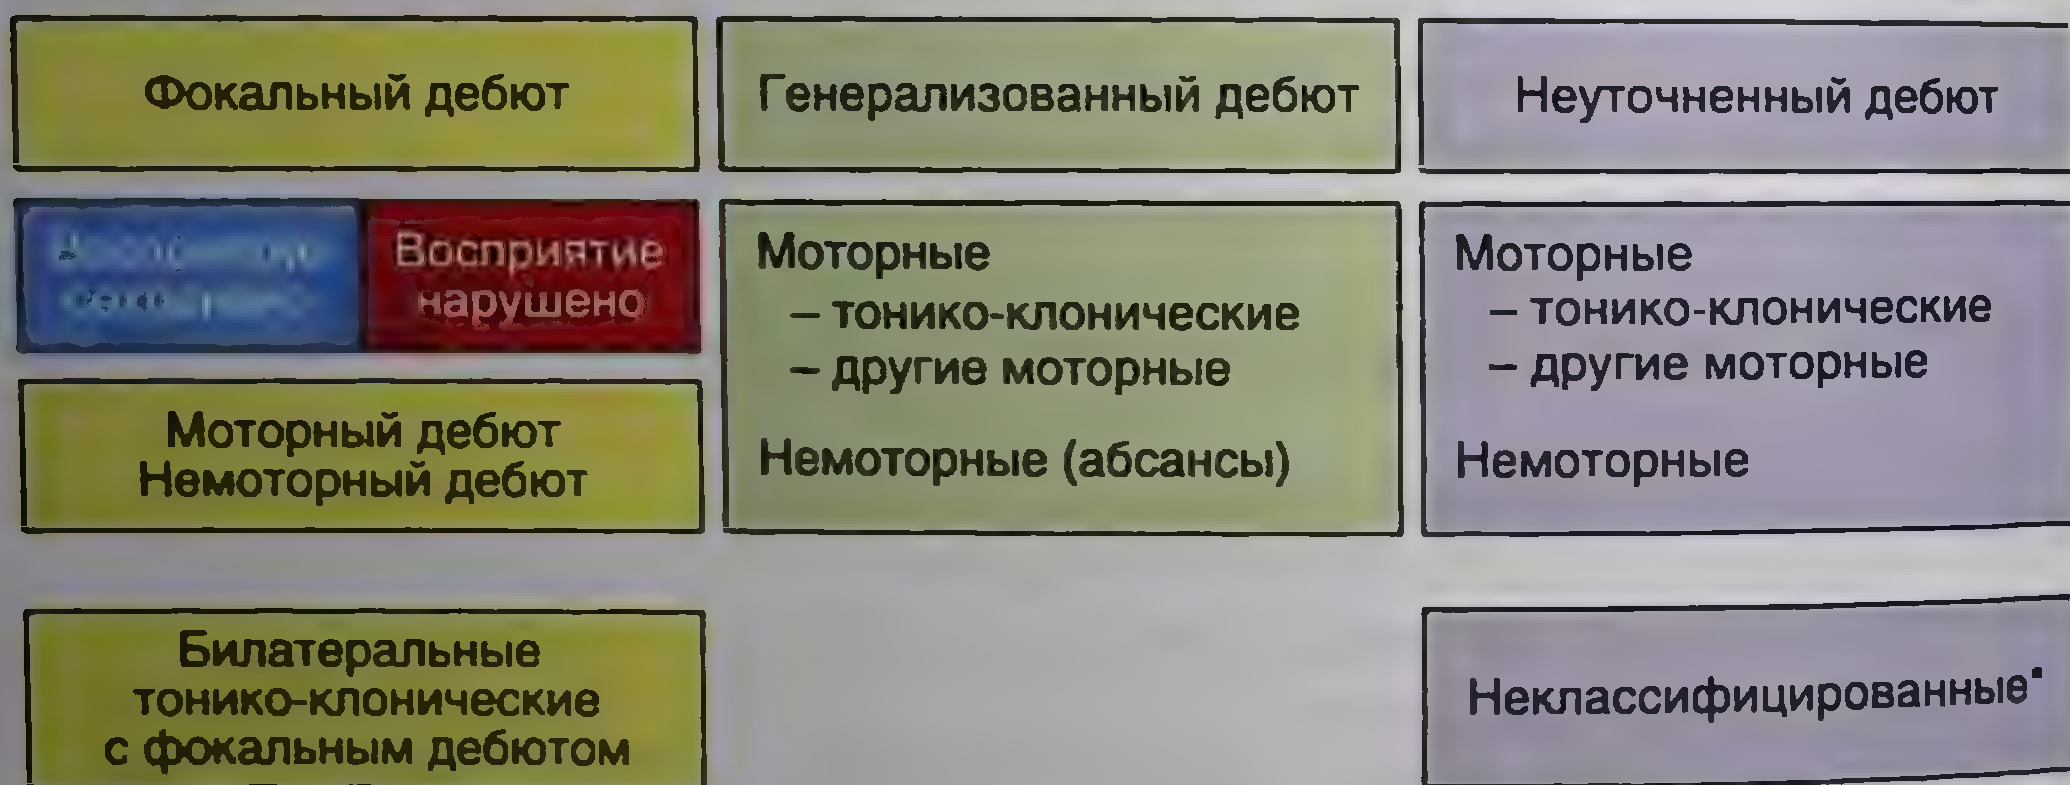 Фокальный дебют
Генерализованный дебют
Неуточненный дебют
Восприятие
нарушено
Моторный дебют
Немоторный дебют
Моторные
– тонико-клонические
– другие моторные
Немоторные (абсансы)
Моторные
– тонико-клонические
– другие моторные
Немоторные
Билатеральные
тонико-клонические
с фокальным дебютом
Неклассифицированные*